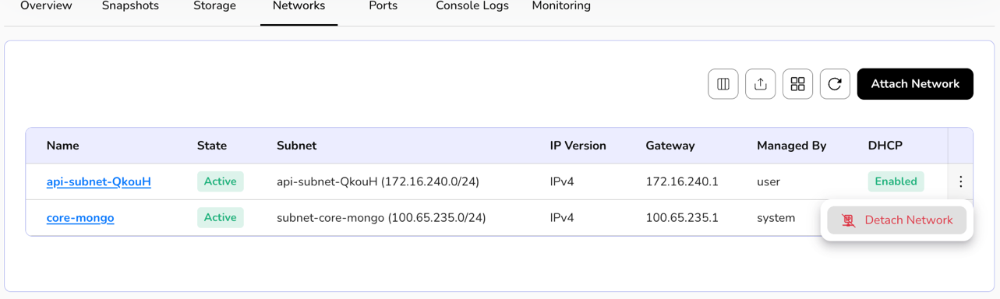 Overview Snapshots Storage Networks Ports Console Logs Monitoring
Attach Network
Name State Subnet IP Version Gateway Managed By DHCP
api-subnet-QkouH Active api-subnet-QkouH (172.16.240.0/24) IPv4 172.16.240.1 user Enabled
core-mongo Active subnet-core-mongo (100.65.235.0/24) IPv4 100.65.235.1 system
Detach Network